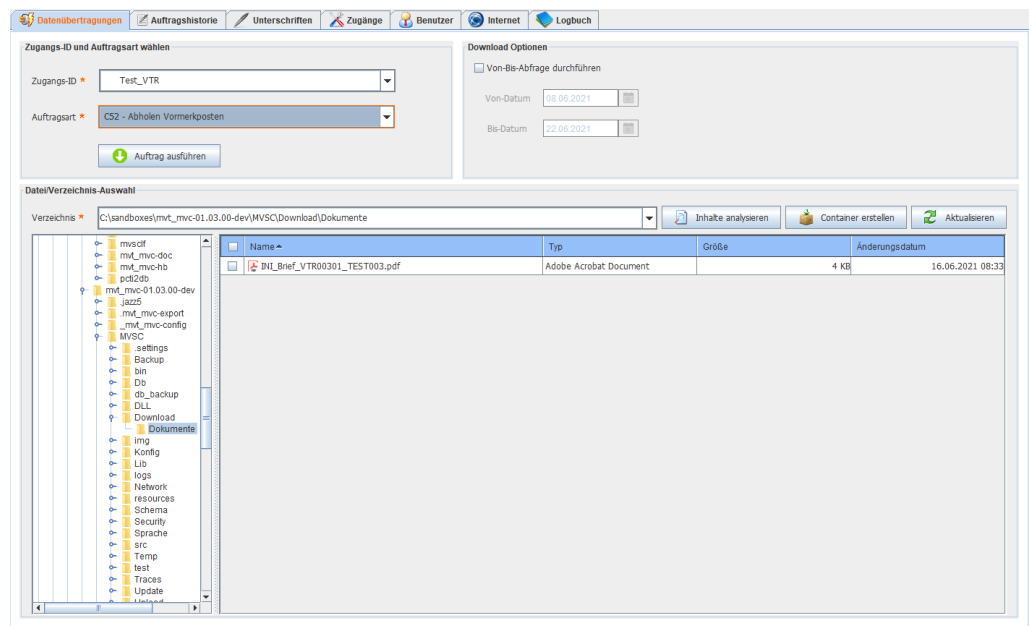 Datenübertragungen Auftragshistorie Unterschriften Zugänge Benutzer Internet Logbuch
Zugangs-ID und Auftragsart wählen
Zugangs-ID * Test_VTR
Auftragsart * C52 - Abholen Vormerkposten
Auftrag ausführen
Download Optionen
Von-Bis-Abfrage durchführen
Von-Datum 08.06.2021
Bis-Datum 22.06.2021
Datei/Verzeichnis-Auswahl
Verzeichnis * C:\sandboxes\mvt_mvc-01.03.00-dev\MVSC\Download\Dokumente Inhalte analysieren Container erstellen Aktualisieren
mvsclf
mvt_mvc-doc
mvt_mvc-hb
pcti2db
mvt_mvc-01.03.00-dev
.jazz5
.mvt_mvc-export
_mvt_mvc-config
MVSC
.settings
Backup
bin
Db
db_backup
DLL
Download
Dokumente
img
Konfig
Lib
logs
Network
resources
Schema
Security
Sprache
src
Temp
test
Traces
Update
Upload
Name Typ Größe Änderungsdatum
INI_Brief_VTR00301_TEST003.pdf Adobe Acrobat Document 4 KB 16.06.2021 08:33